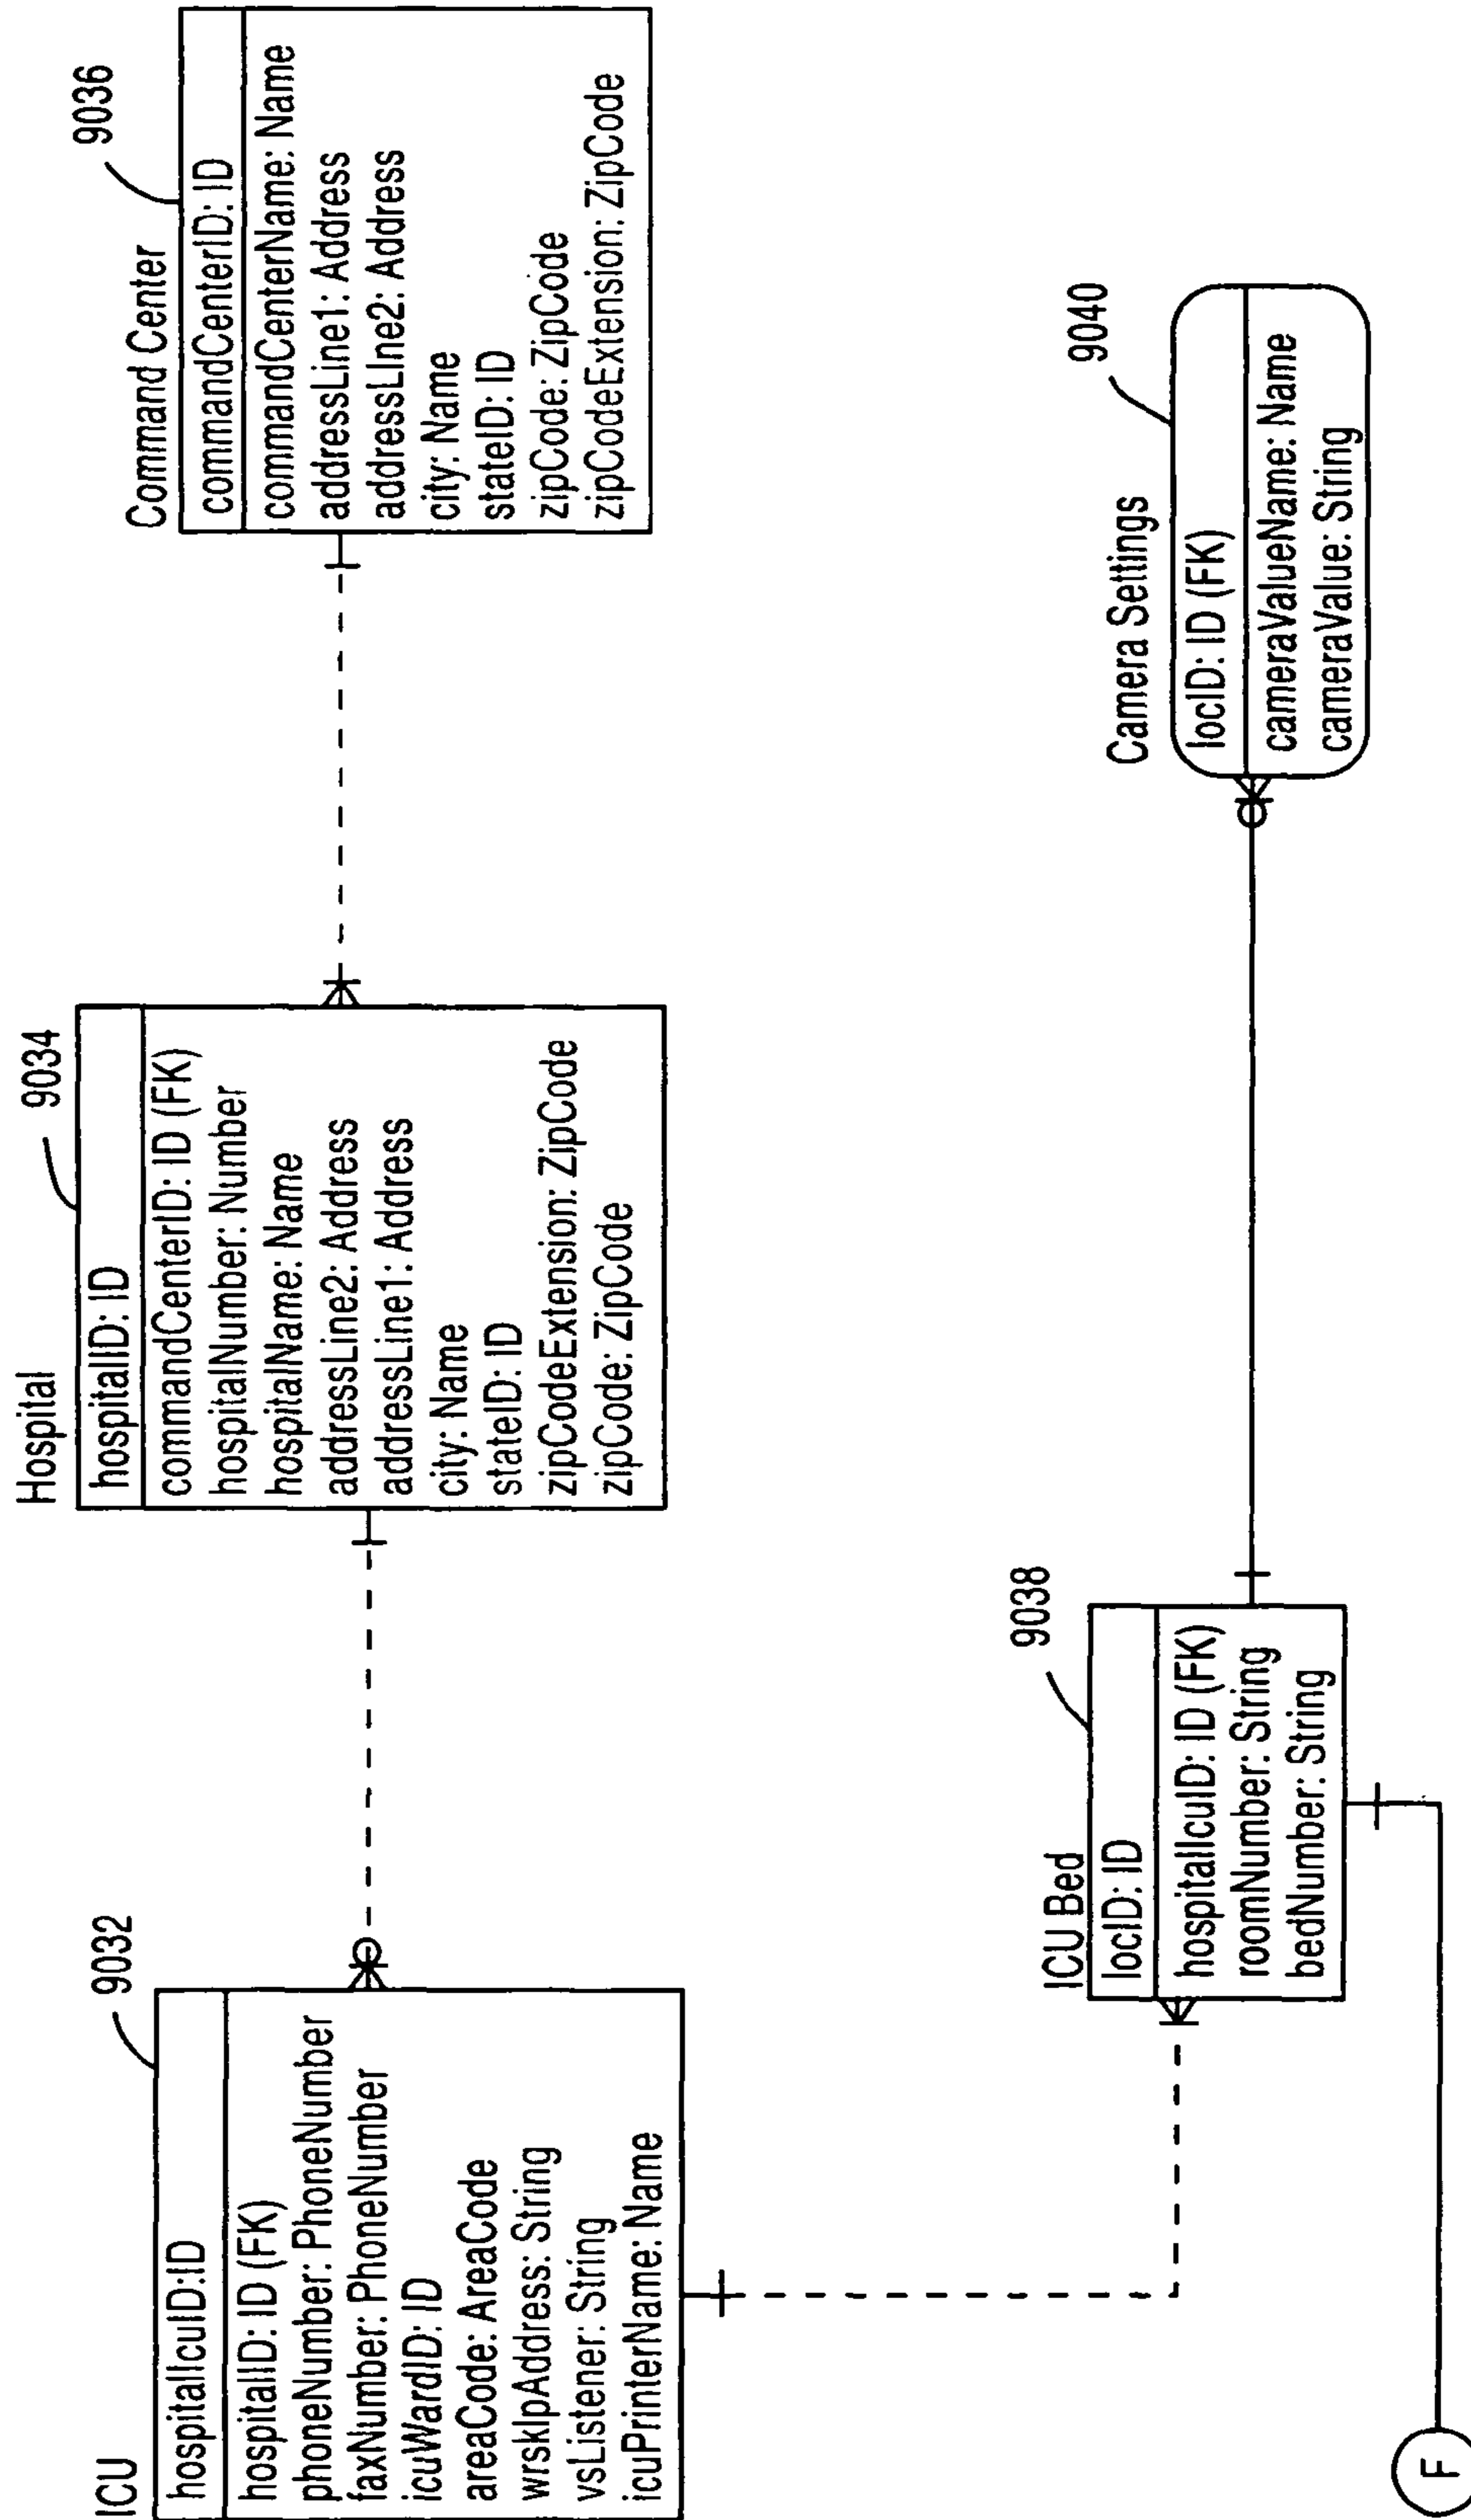 ICU
9032
hospitalIcuID:ID
hospitalID: ID (FK)
phoneNumber: PhoneNumber
faxNumber: PhoneNumber
icuWardID: ID
areaCode: AreaCode
wrskIpAddress: String
vsListener: String
icuPrinterName: Name
Hospital
9034
hospitalID: ID
commandCenterID: ID (FK)
hospitalNumber: Number
hospitalName: Name
addressLine2: Address
addressLine1: Address
city: Name
stateID: ID
zipCodeExtension: ZipCode
zipCode: ZipCode
Command Center
9036
commandCenterID: ID
commandCenterName: Name
addressLine1: Address
addressLIne2: Address
city: Name
stateID: ID
zipCode: ZipCode
zipCodeExtension: ZipCode
ICU Bed
9038
locID: ID
hospitalIcuID: ID (FK)
roomNumber: String
bedNumber: String
Camera Settings
9040
locID: ID (FK)
cameraValueName: Name
cameraValue: String
F